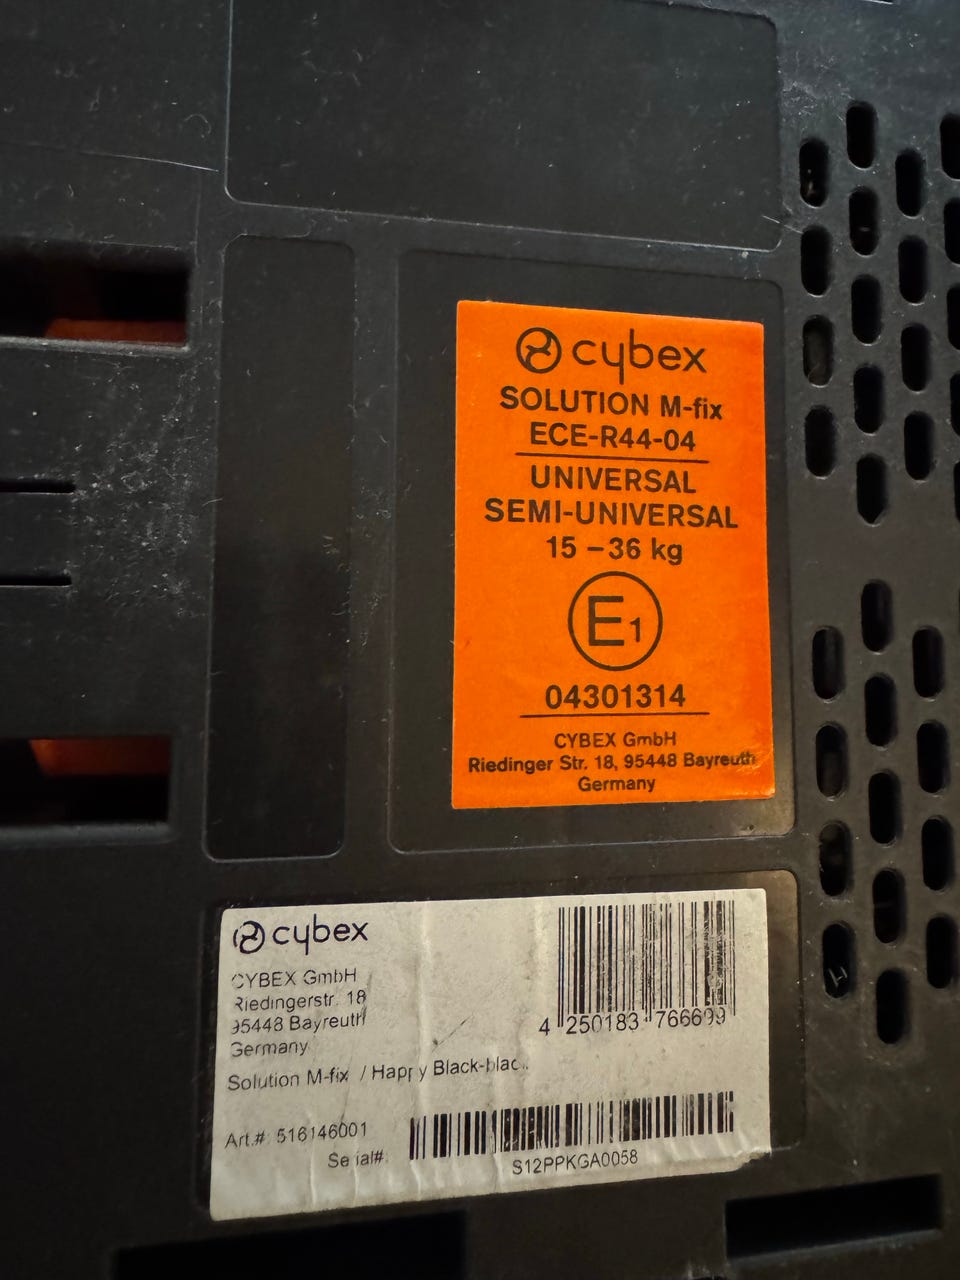 cybex
SOLUTION M-fix
ECE-R44-04
UNIVERSAL
SEMI-UNIVERSAL
15 – 36 kg
E1
04301314
CYBEX GmbH
Riedinger Str. 18, 95448 Bayreuth
Germany
cybex
CYBEX GmbH
Riedingerstr. 18
95448 Bayreuth
Germany
4 250183 766699
Solution M-fix / Happy Black-black
Art.#: 516146001
Serial#:
S12PPKGA0058